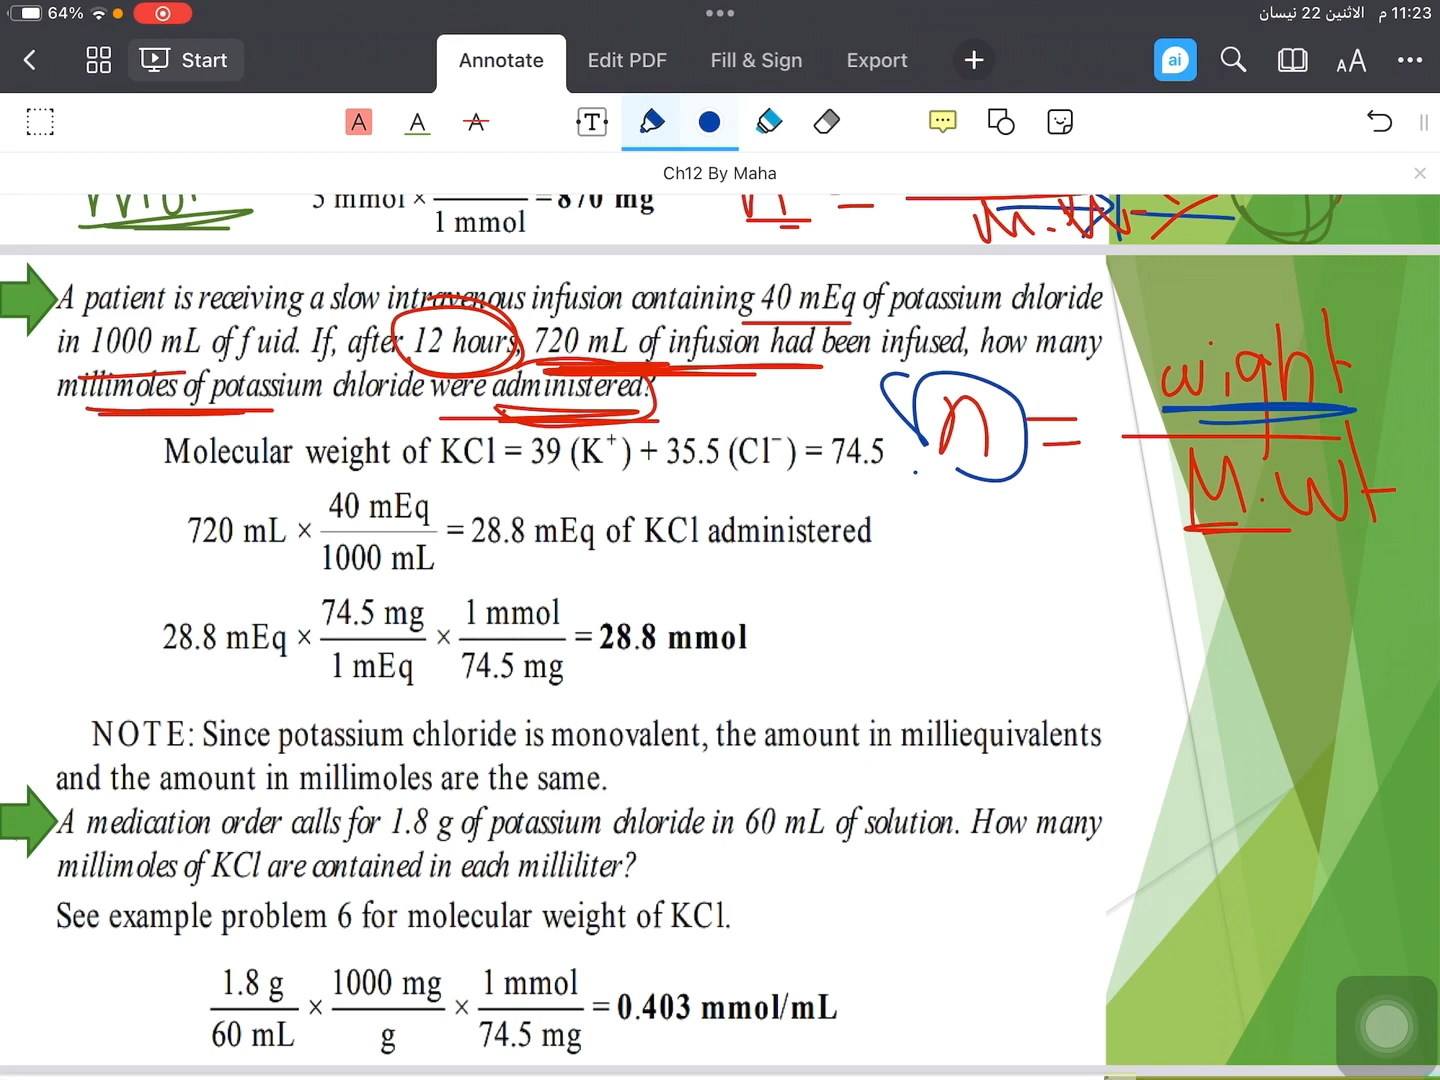 64%
الاثنين 22 نيسان 11:23 م
Start
Annotate
Edit PDF
Fill & Sign
Export
ai
AA
A A A T
Ch12 By Maha
1 mmol
= 870 mg
A patient is receiving a slow intravenous infusion containing 40 mEq of potassium chloride
in 1000 mL of f uid. If, after 12 hours, 720 mL of infusion had been infused, how many
millimoles of potassium chloride were administered?
n = wight / M.wt
Molecular weight of KCl = 39 (K⁺) + 35.5 (Cl⁻) = 74.5
720 mL × 40 mEq / 1000 mL = 28.8 mEq of KCl administered
28.8 mEq × 74.5 mg / 1 mEq × 1 mmol / 74.5 mg = 28.8 mmol
NOTE: Since potassium chloride is monovalent, the amount in milliequivalents
and the amount in millimoles are the same.
A medication order calls for 1.8 g of potassium chloride in 60 mL of solution. How many
millimoles of KCl are contained in each milliliter?
See example problem 6 for molecular weight of KCl.
1.8 g / 60 mL × 1000 mg / g × 1 mmol / 74.5 mg = 0.403 mmol/mL